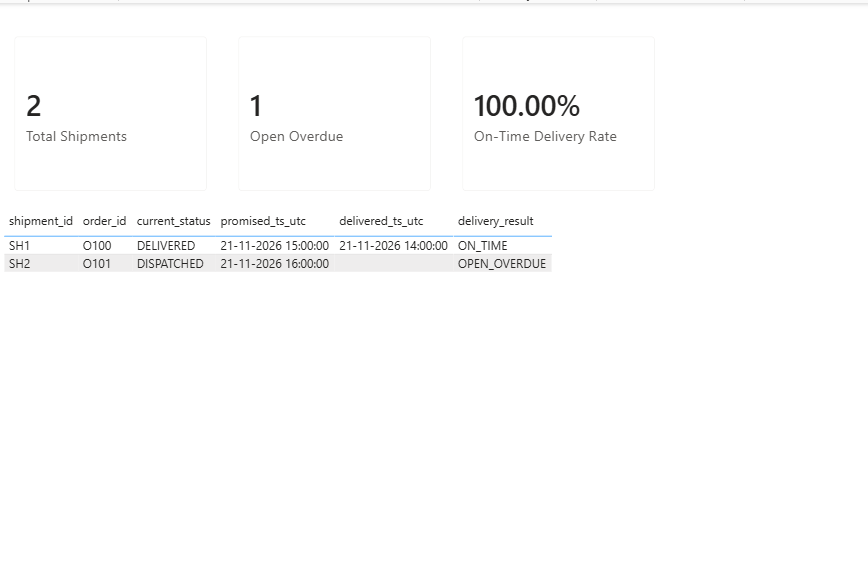 2 1 100.00%
Total Shipments Open Overdue On-Time Delivery Rate
shipment_id order_id current_status promised_ts_utc delivered_ts_utc delivery_result
SH1 O100 DELIVERED 21-11-2026 15:00:00 21-11-2026 14:00:00 ON_TIME
SH2 O101 DISPATCHED 21-11-2026 16:00:00 OPEN_OVERDUE